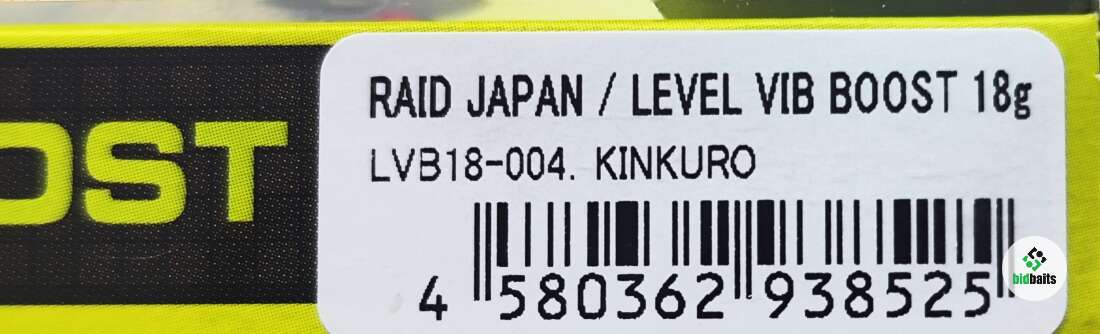 OST
RAID JAPAN / LEVEL VIB BOOST 18g
LVB18-004. KINKURO
4 580362 938525
bidbaits